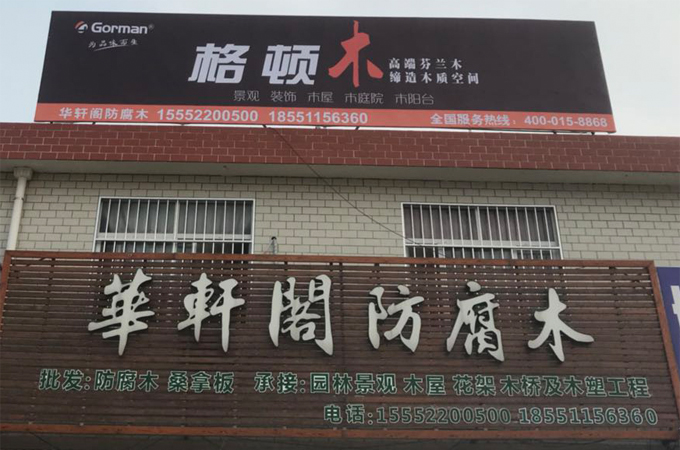 Gorman®
为品味而生
格顿木
高端芬兰木
缔造木质空间
景观 装饰 木屋 木庭院 木阳台
华轩阁防腐木 15552200500 18551156360
全国服务热线：400-015-8868
華軒閣防腐木
批发:防腐木 桑拿板 承接:园林景观 木屋 花架 木桥及木塑工程
电话:15552200500 18551156360